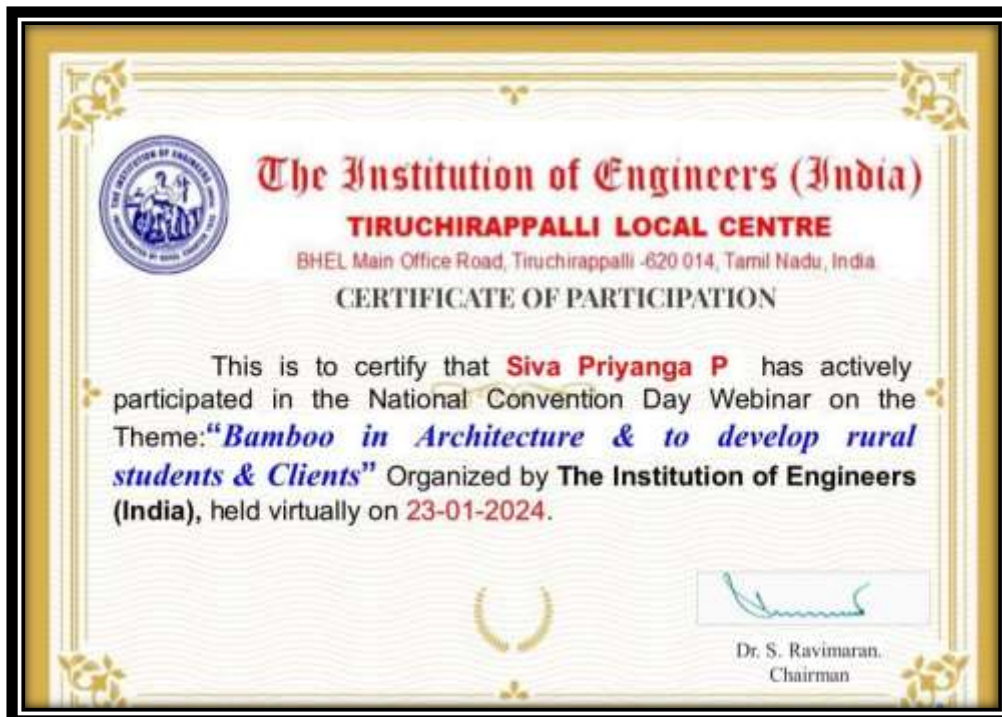 The Institution of Engineers (India)
TIRUCHIRAPPALLI LOCAL CENTRE
BHEL Main Office Road, Tiruchirappalli -620 014, Tamil Nadu, India
CERTIFICATE OF PARTICIPATION
This is to certify that Siva Priyanga P has actively
participated in the National Convention Day Webinar on the
Theme:“Bamboo in Architecture & to develop rural
students & Clients” Organized by The Institution of Engineers
(India), held virtually on 23-01-2024.
Dr. S. Ravimaran.
Chairman